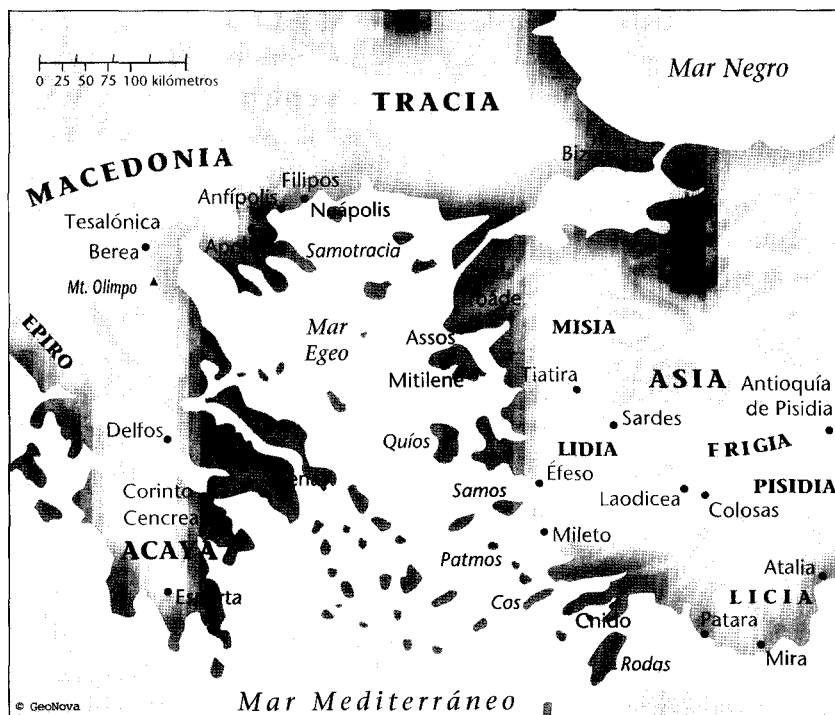 0 25 50 75 100 kilómetros
Mar Negro
TRACIA
MACEDONIA
Filipos
Anfípolis
Neápolis
Tesalónica
Berea
Samotracia
Mt. Olimpo
EPIRO
Mar
Egeo
MISIA
Assos
Mitilene
Tiatira
ASIA
Antioquía
de Pisidia
Sardes
Delfos
Quíos
LIDIA
FRIGIA
Éfeso
Corinto
Samos
Laodicea
PISIDIA
Colosas
Cencrea
Mileto
ACAYA
Patmos
Atalia
Esparta
Cos
LICIA
Cnido
Patara
Rodas
Mira
Mar Mediterráneo
© GeoNova